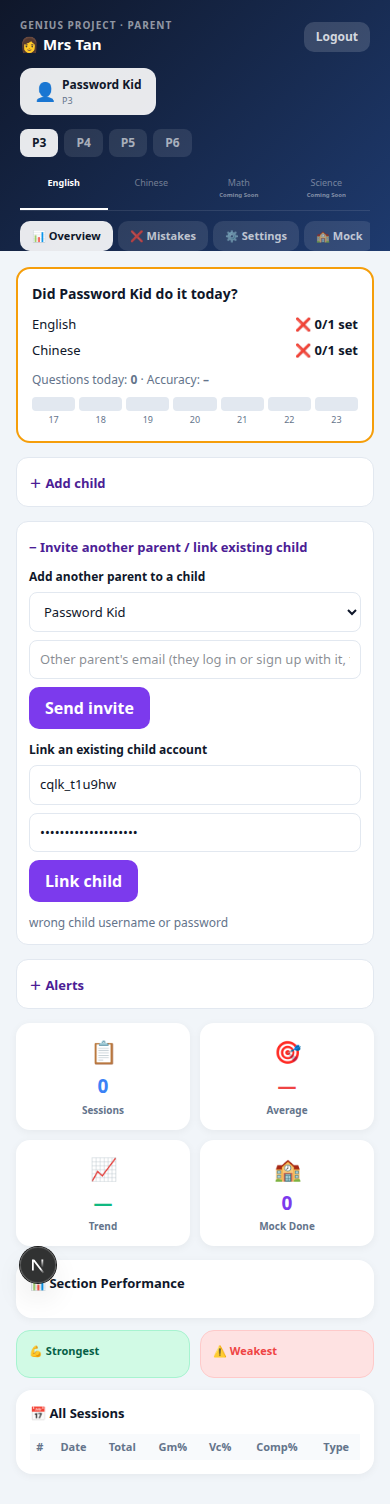 GENIUS PROJECT · PARENT
👩 Mrs Tan
Logout
👤 Password Kid
P3
P3 P4 P5 P6
English Chinese Math Science
Coming Soon Coming Soon
📊 Overview ❌ Mistakes ⚙️ Settings 🏫 Mock
Did Password Kid do it today?
English ❌ 0/1 set
Chinese ❌ 0/1 set
Questions today: 0 · Accuracy: –
17 18 19 20 21 22 23
+ Add child
− Invite another parent / link existing child
Add another parent to a child
Password Kid
Other parent's email (they log in or sign up with it,
Send invite
Link an existing child account
cqlk_t1u9hw
•••••••••••••••••••
Link child
wrong child username or password
+ Alerts
📋 🎯
0 —
Sessions Average
📈 🏫
— 0
Trend Mock Done
N
📊 Section Performance
💪 Strongest ⚠️ Weakest
📅 All Sessions
# Date Total Gm% Vc% Comp% Type